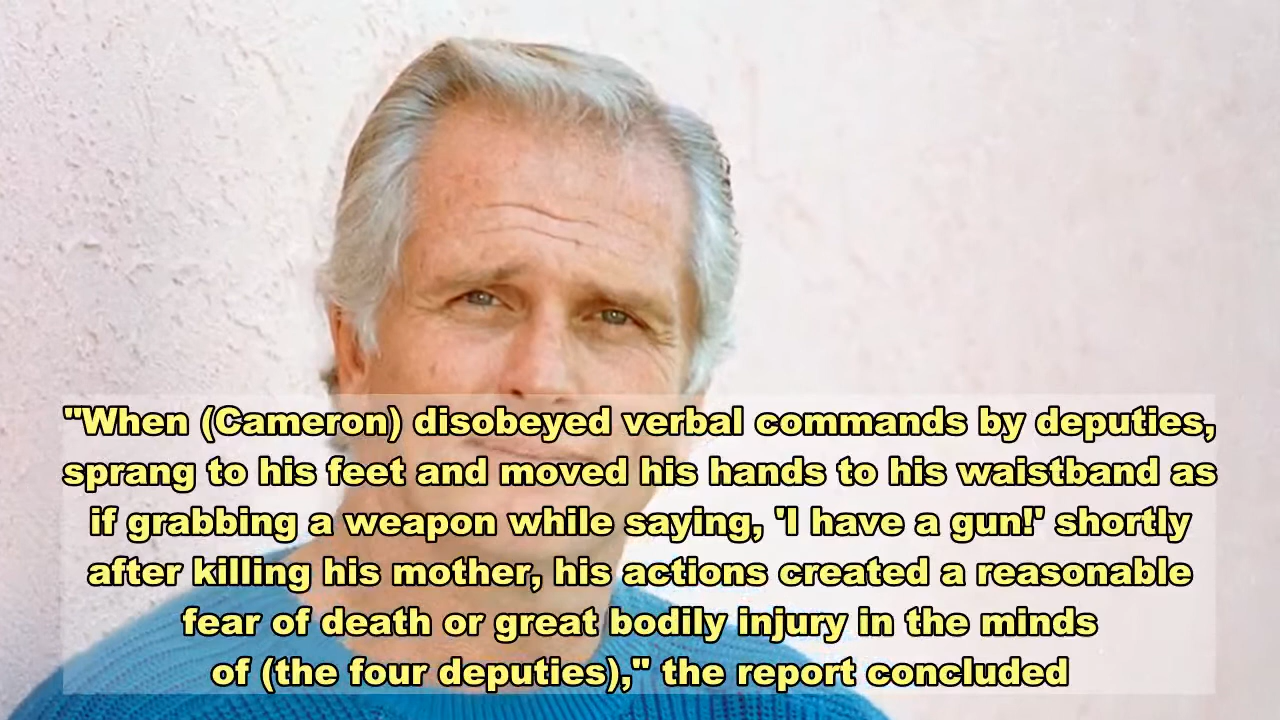 "When (Cameron) disobeyed verbal commands by deputies,
sprang to his feet and moved his hands to his waistband as
if grabbing a weapon while saying, 'I have a gun!' shortly
after killing his mother, his actions created a reasonable
fear of death or great bodily injury in the minds
of (the four deputies)," the report concluded